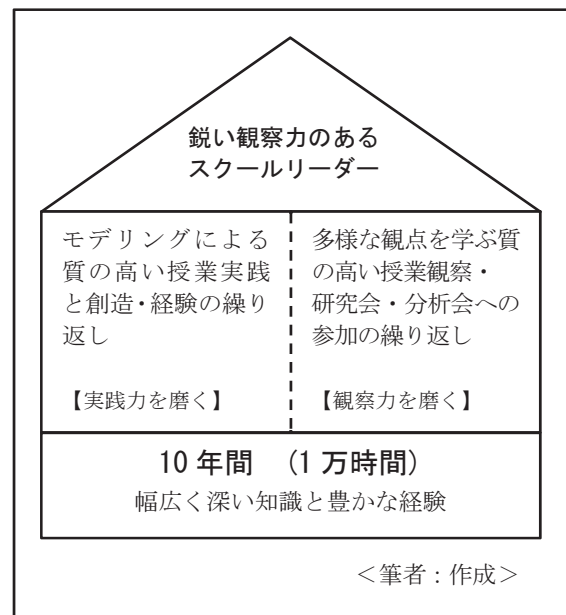 鋭い観察力のある
スクールリーダー
モデリングによる
質の高い授業実践
と創造・経験の繰り
返し
【実践力を磨く】
多様な観点を学ぶ質
の高い授業観察・
研究会・分析会への
参加の繰り返し
【観察力を磨く】
10年間 （1万時間）
幅広く深い知識と豊かな経験
＜筆者：作成＞